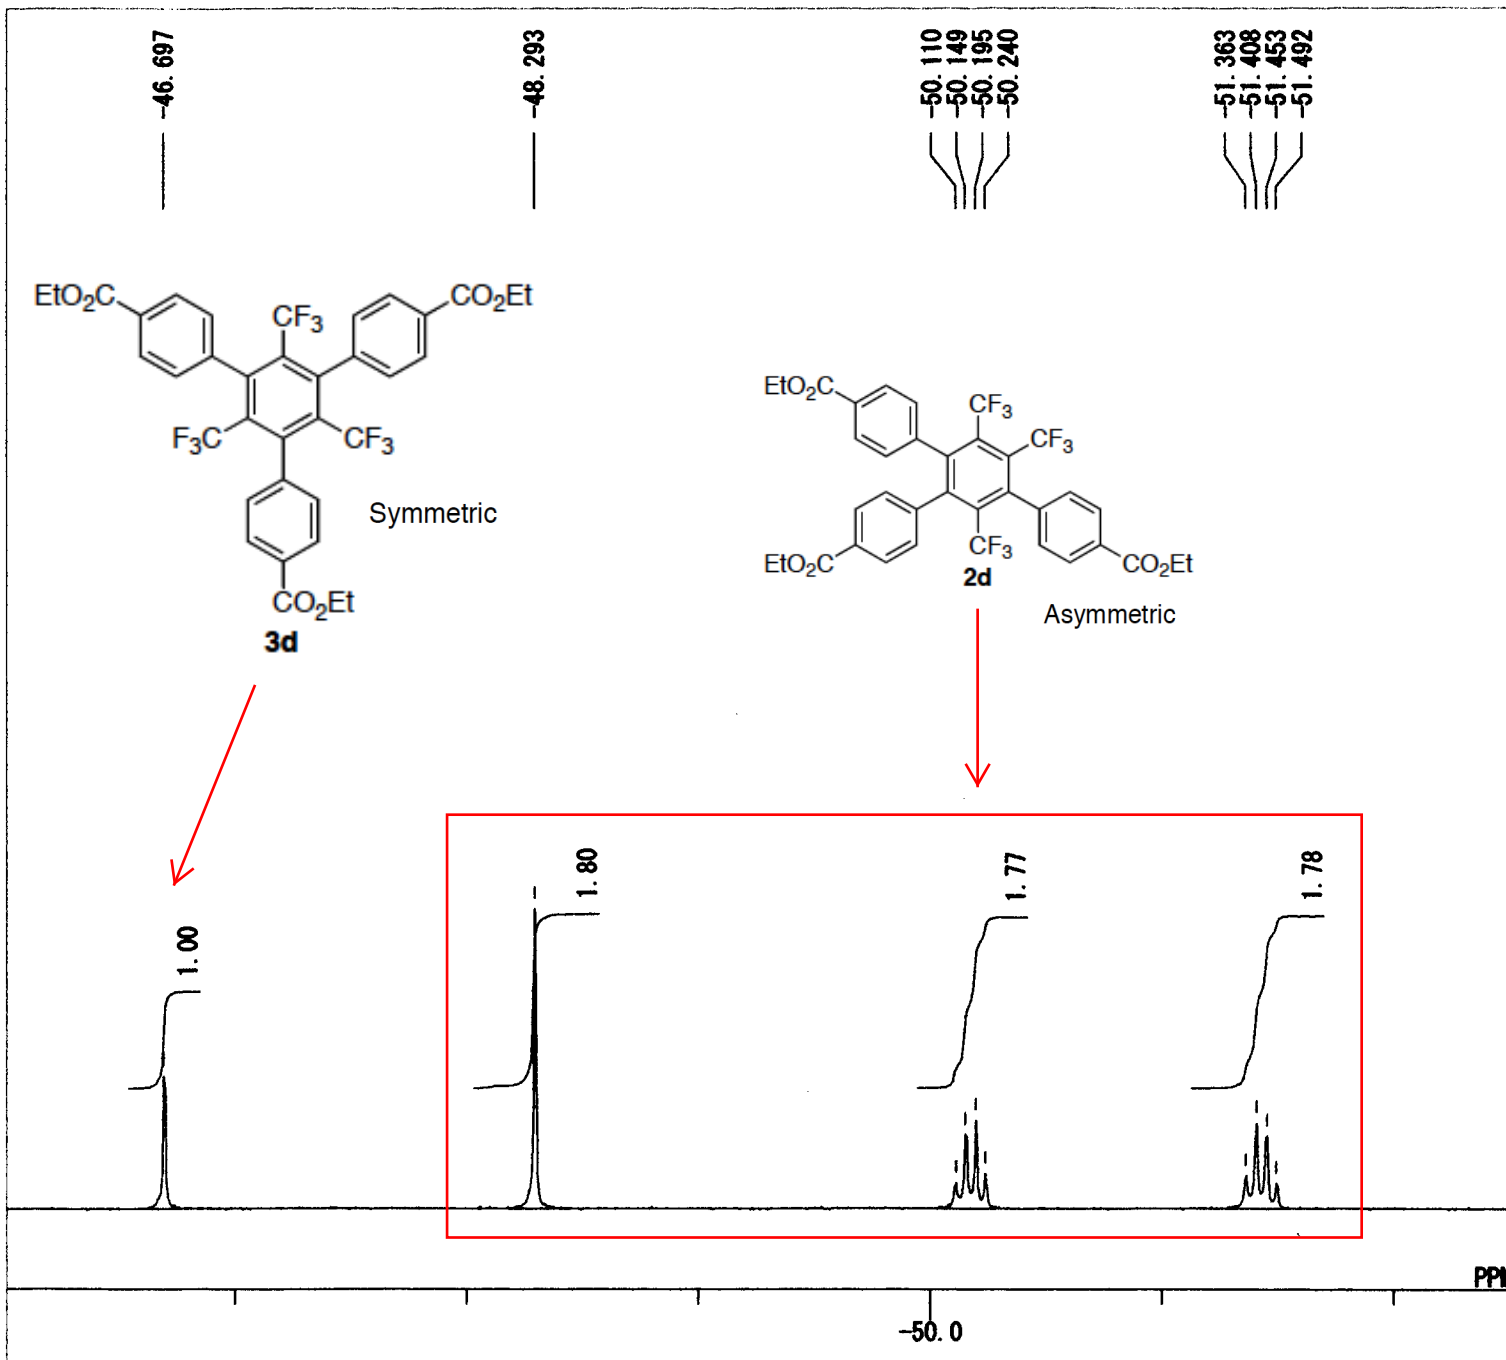 -46.697
-48.293
-50.110
-50.149
-50.195
-50.240
-51.363
-51.408
-51.453
-51.492
EtO2C
CF3
CO2Et
F3C
CF3
Symmetric
CO2Et
3d
EtO2C
CF3
CF3
EtO2C
CF3
CO2Et
2d
Asymmetric
1.00
1.80
1.77
1.78
-50.0